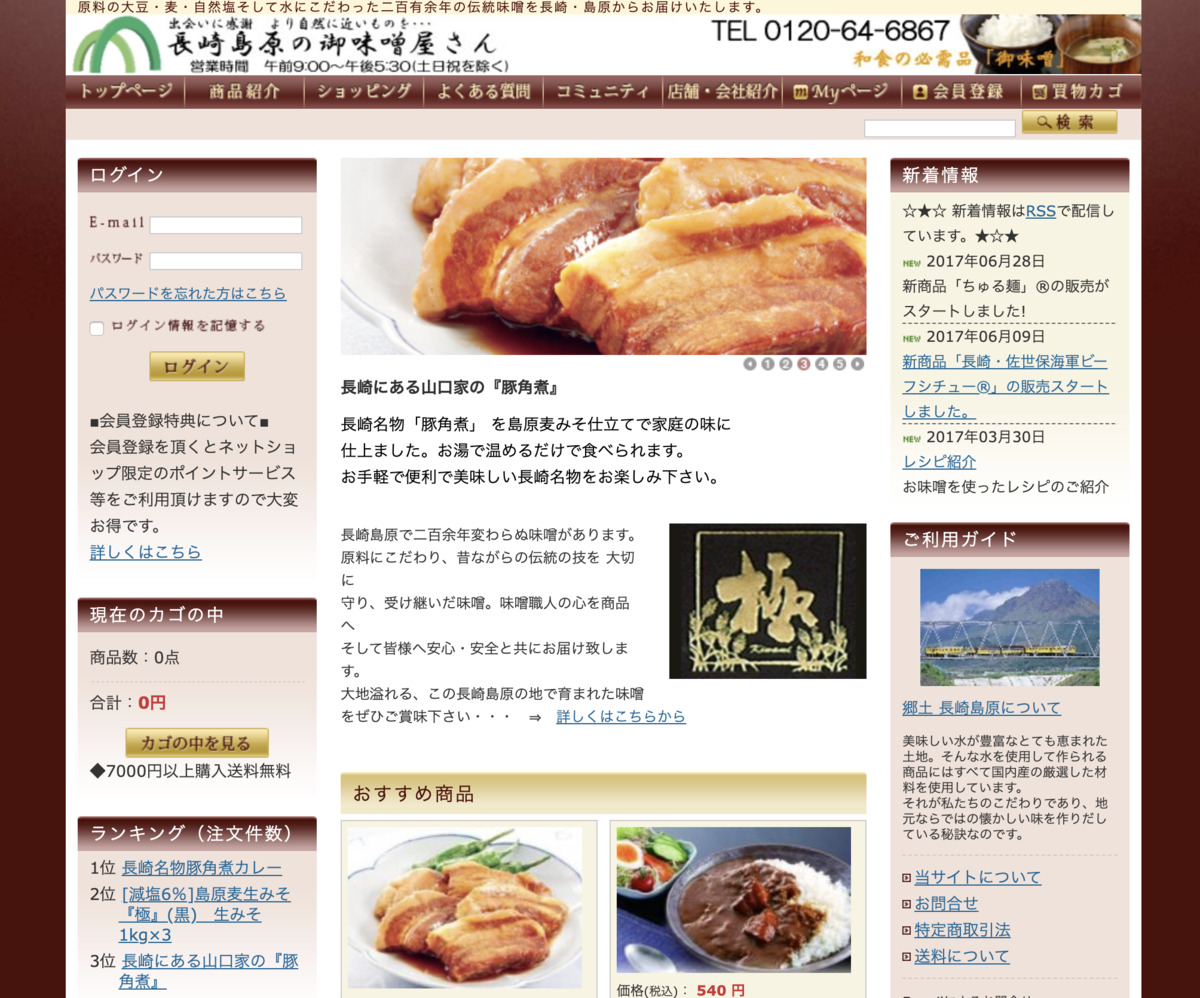 原料の大豆・麦・自然塩そして水にこだわった二百有余年の伝統味噌を長崎・島原からお届けいたします。
出会いに感謝　より自然に近いものを・・・
長崎島原の御味噌屋さん
営業時間　午前9:00〜午後5:30(土日祝を除く)
TEL 0120-64-6867
和食の必需品「御味噌」
トップページ
商品紹介
ショッピング
よくある質問
コミュニティ
店舗・会社紹介
Myページ
会員登録
買物カゴ
検索
ログイン
E-mail
パスワード
パスワードを忘れた方はこちら
ログイン情報を記憶する
ログイン
■会員登録特典について■
会員登録を頂くとネットショ
ップ限定のポイントサービス
等をご利用頂けますので大変
お得です。
詳しくはこちら
現在のカゴの中
商品数：0点
合計：0円
カゴの中を見る
◆7000円以上購入送料無料
ランキング（注文件数）
1位 長崎名物豚角煮カレー
2位 [減塩6％]島原麦生みそ
『極』(黒)　生みそ
1kg×3
3位 長崎にある山口家の『豚
角煮』
1 2 3 4 5
長崎にある山口家の『豚角煮』
長崎名物「豚角煮」 を島原麦みそ仕立てで家庭の味に
仕上ました。お湯で温めるだけで食べられます。
お手軽で便利で美味しい長崎名物をお楽しみ下さい。
長崎島原で二百余年変わらぬ味噌があります。
原料にこだわり、昔ながらの伝統の技を 大切
に
守り、受け継いだ味噌。味噌職人の心を商品
へ
そして皆様へ安心・安全と共にお届け致しま
す。
大地溢れる、この長崎島原の地で育まれた味噌
をぜひご賞味下さい・・・　⇒　詳しくはこちらから
極
Kiwami
おすすめ商品
価格(税込)： 540 円
新着情報
☆★☆ 新着情報はRSSで配信し
ています。★☆★
NEW 2017年06月28日
新商品「ちゅる麺」®の販売が
スタートしました!
NEW 2017年06月09日
新商品「長崎・佐世保海軍ビー
フシチュー®」の販売スタート
しました。
NEW 2017年03月30日
レシピ紹介
お味噌を使ったレシピのご紹介
ご利用ガイド
郷土 長崎島原について
美味しい水が豊富なとても恵まれた
土地。そんな水を使用して作られる
商品にはすべて国内産の厳選した材
料を使用しています。
それが私たちのこだわりであり、地
元ならではの懐かしい味を作りだし
ている秘訣なのです。
当サイトについて
お問合せ
特定商取引法
送料について